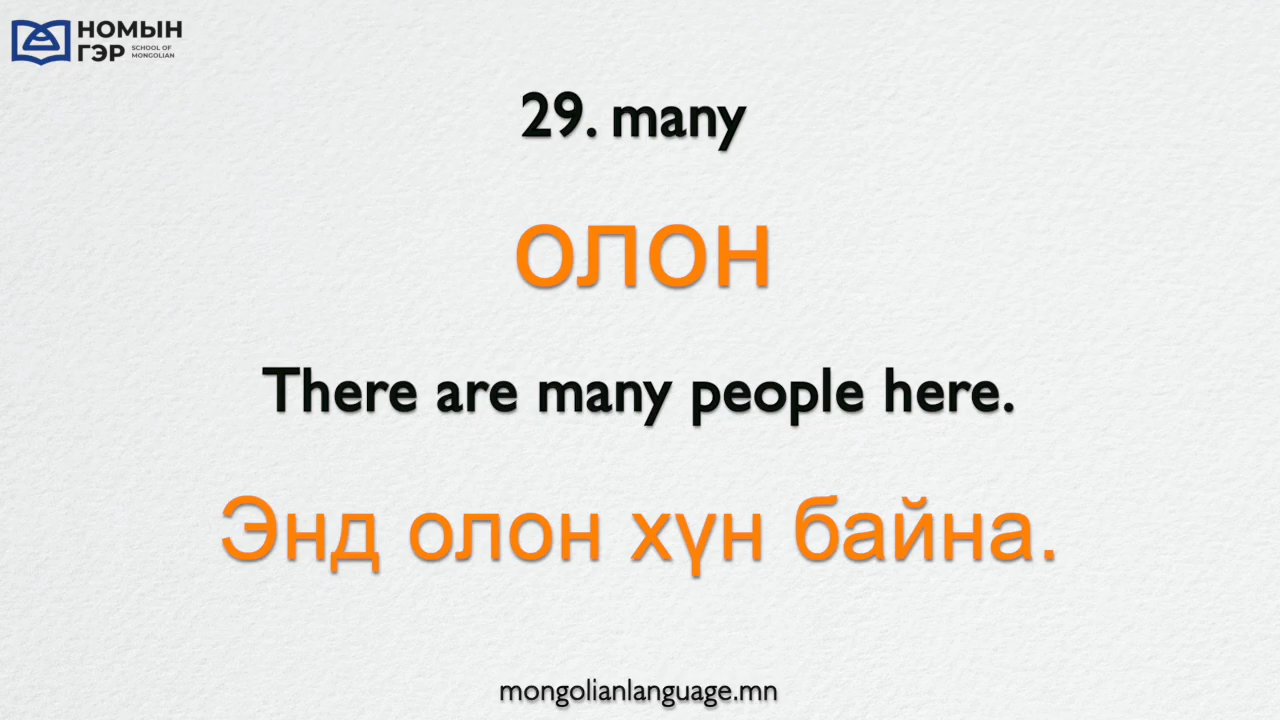 НОМЫН
ГЭР SCHOOL OF
MONGOLIAN
29. many
олон
There are many people here.
Энд олон хүн байна.
mongolianlanguage.mn